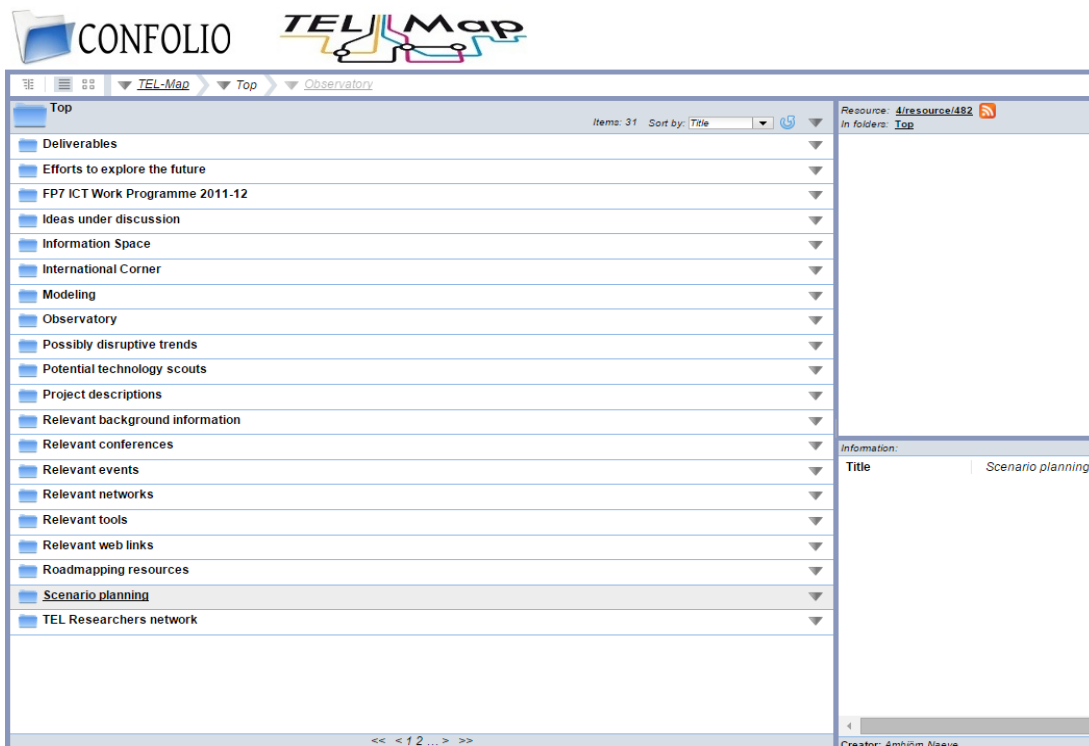 CONFOLIO
TEL Map
TEL-Map Top Observatory
Top
Items: 31 Sort by: Title
Deliverables
Efforts to explore the future
FP7 ICT Work Programme 2011-12
Ideas under discussion
Information Space
International Corner
Modeling
Observatory
Possibly disruptive trends
Potential technology scouts
Project descriptions
Relevant background information
Relevant conferences
Relevant events
Relevant networks
Relevant tools
Relevant web links
Roadmapping resources
Scenario planning
TEL Researchers network
<< < 1 2 ... > >>
Resource: 4/resource/482
In folders: Top
Information:
Title Scenario planning
Creator: Ambjörn Naeve